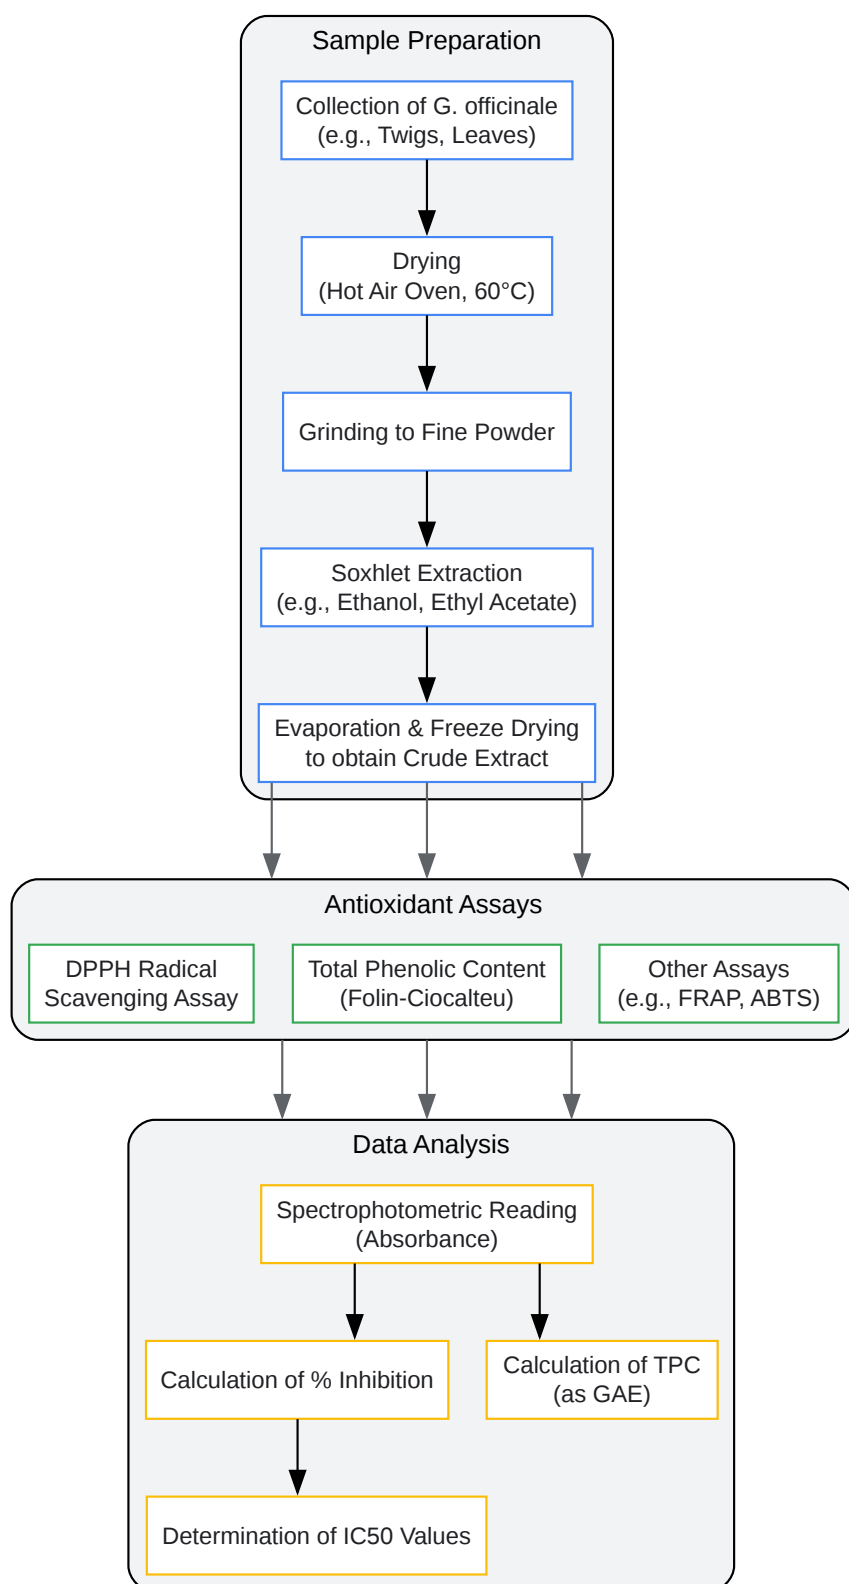 Sample Preparation
Collection of G. officinale
(e.g., Twigs, Leaves)
Drying
(Hot Air Oven, 60°C)
Grinding to Fine Powder
Soxhlet Extraction
(e.g., Ethanol, Ethyl Acetate)
Evaporation & Freeze Drying
to obtain Crude Extract
Antioxidant Assays
DPPH Radical
Scavenging Assay
Total Phenolic Content
(Folin-Ciocalteu)
Other Assays
(e.g., FRAP, ABTS)
Data Analysis
Spectrophotometric Reading
(Absorbance)
Calculation of % Inhibition
Calculation of TPC
(as GAE)
Determination of IC50 Values